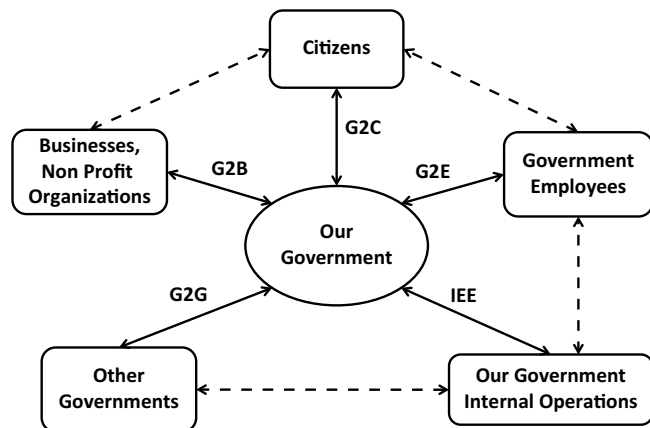 Citizens
G2C
Businesses,
Non Profit
Organizations
G2B
G2E
Government
Employees
Our
Government
G2G
IEE
Other
Governments
Our Government
Internal Operations